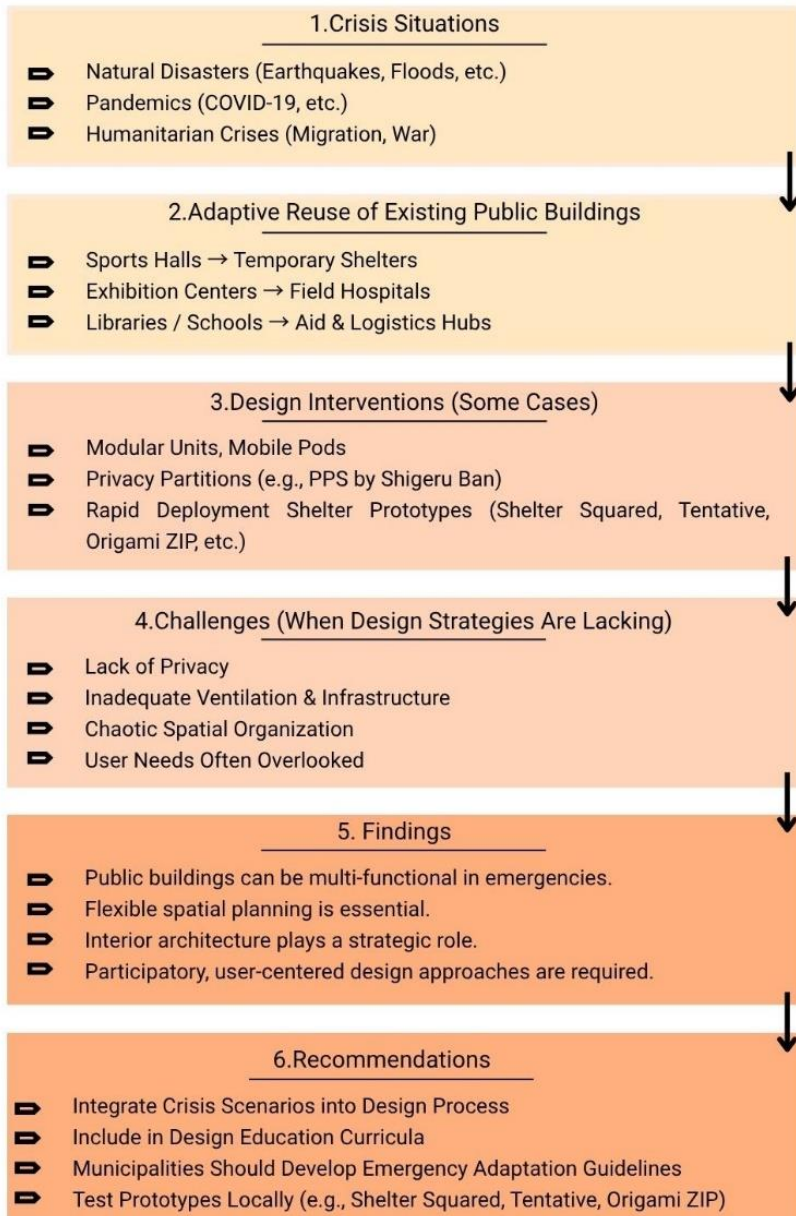 1.Crisis Situations
Natural Disasters (Earthquakes, Floods, etc.)
Pandemics (COVID-19, etc.)
Humanitarian Crises (Migration, War)
2.Adaptive Reuse of Existing Public Buildings
Sports Halls → Temporary Shelters
Exhibition Centers → Field Hospitals
Libraries / Schools → Aid & Logistics Hubs
3.Design Interventions (Some Cases)
Modular Units, Mobile Pods
Privacy Partitions (e.g., PPS by Shigeru Ban)
Rapid Deployment Shelter Prototypes (Shelter Squared, Tentative,
Origami ZIP, etc.)
4.Challenges (When Design Strategies Are Lacking)
Lack of Privacy
Inadequate Ventilation & Infrastructure
Chaotic Spatial Organization
User Needs Often Overlooked
5. Findings
Public buildings can be multi-functional in emergencies.
Flexible spatial planning is essential.
Interior architecture plays a strategic role.
Participatory, user-centered design approaches are required.
6.Recommendations
Integrate Crisis Scenarios into Design Process
Include in Design Education Curricula
Municipalities Should Develop Emergency Adaptation Guidelines
Test Prototypes Locally (e.g., Shelter Squared, Tentative, Origami ZIP)